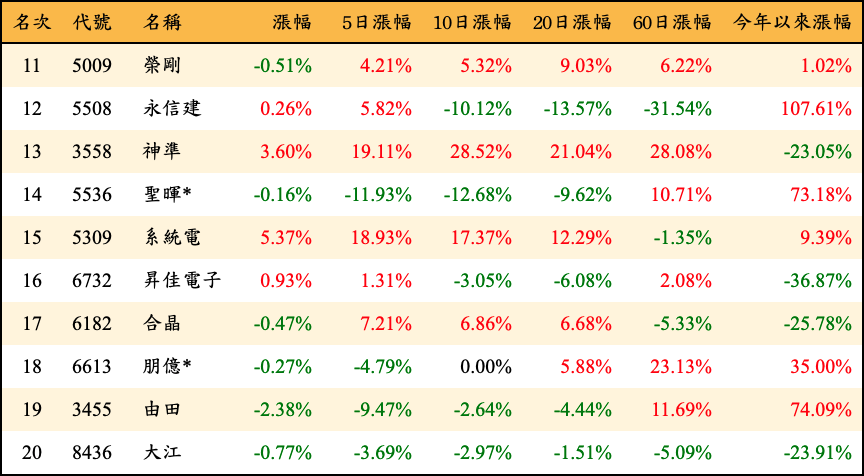 名次 代號 名稱 漲幅 5日漲幅 10日漲幅 20日漲幅 60日漲幅 今年以來漲幅
11 5009 榮剛 -0.51% 4.21% 5.32% 9.03% 6.22% 1.02%
12 5508 永信建 0.26% 5.82% -10.12% -13.57% -31.54% 107.61%
13 3558 神準 3.60% 19.11% 28.52% 21.04% 28.08% -23.05%
14 5536 聖暉* -0.16% -11.93% -12.68% -9.62% 10.71% 73.18%
15 5309 系統電 5.37% 18.93% 17.37% 12.29% -1.35% 9.39%
16 6732 昇佳電子 0.93% 1.31% -3.05% -6.08% 2.08% -36.87%
17 6182 合晶 -0.47% 7.21% 6.86% 6.68% -5.33% -25.78%
18 6613 朋億* -0.27% -4.79% 0.00% 5.88% 23.13% 35.00%
19 3455 由田 -2.38% -9.47% -2.64% -4.44% 11.69% 74.09%
20 8436 大江 -0.77% -3.69% -2.97% -1.51% -5.09% -23.91%